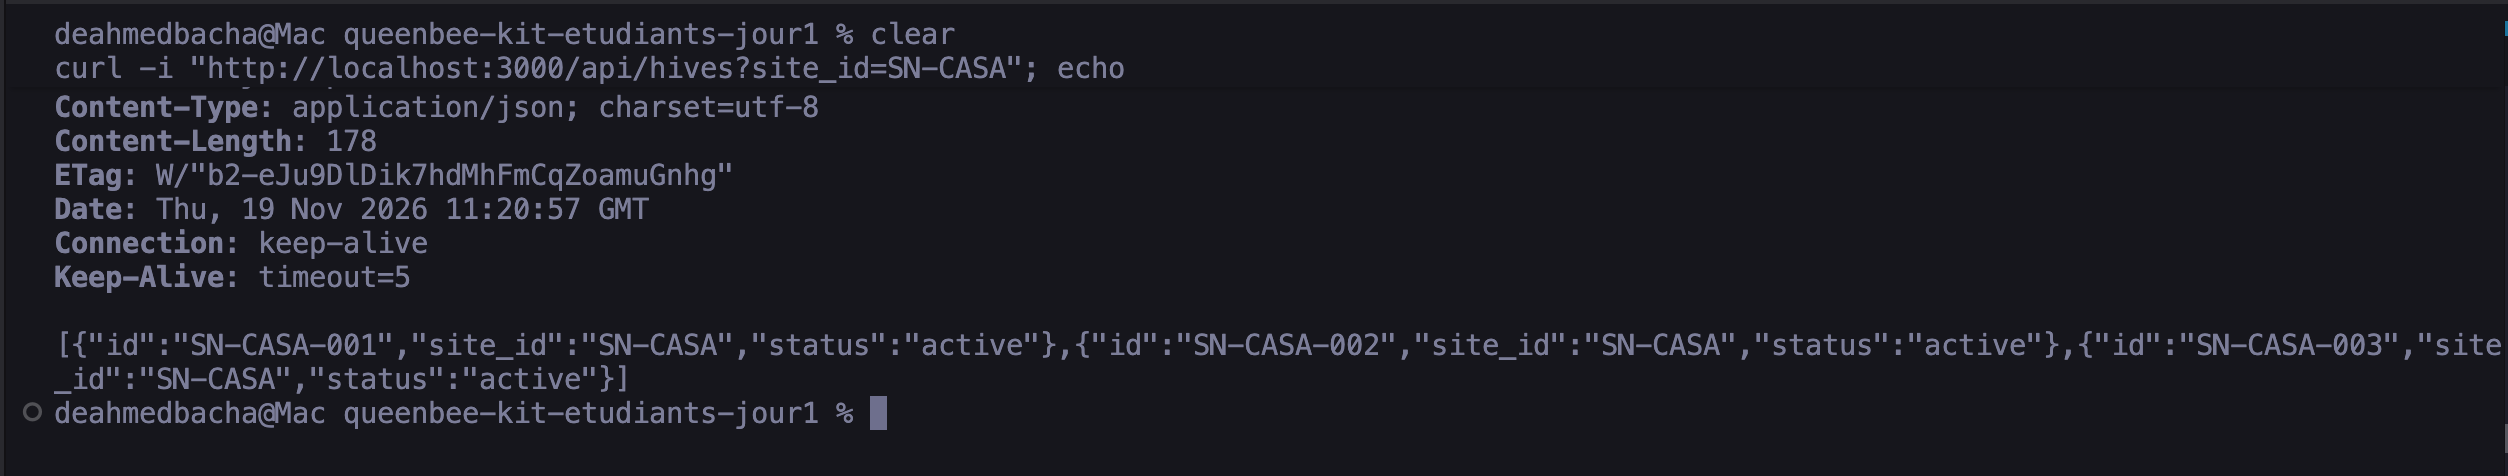 deahmedbacha@Mac queenbee-kit-etudiants-jour1 % clear
curl -i "http://localhost:3000/api/hives?site_id=SN-CASA"; echo
Content-Type: application/json; charset=utf-8
Content-Length: 178
ETag: W/"b2-eJu9DlDik7hdMhFmCqZoamuGnhg"
Date: Thu, 19 Nov 2026 11:20:57 GMT
Connection: keep-alive
Keep-Alive: timeout=5
[{"id":"SN-CASA-001","site_id":"SN-CASA","status":"active"},{"id":"SN-CASA-002","site_id":"SN-CASA","status":"active"},{"id":"SN-CASA-003","site
_id":"SN-CASA","status":"active"}]
deahmedbacha@Mac queenbee-kit-etudiants-jour1 %